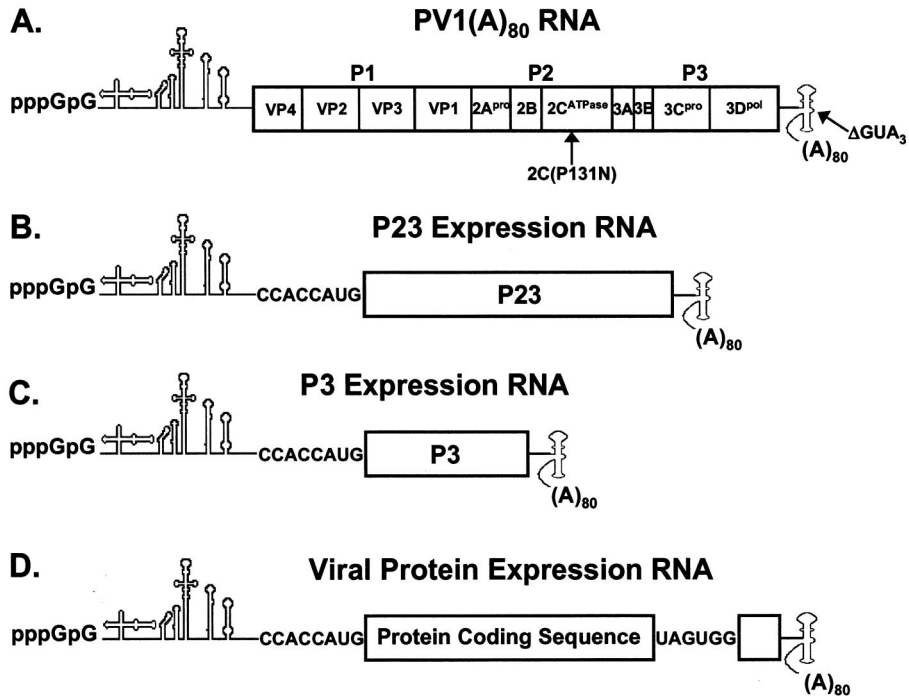 A. PV1(A)80 RNA
P1 P2 P3
pppGpG VP4 VP2 VP3 VP1 2Apro 2B 2CATPase 3A 3B 3Cpro 3Dpol
ΔGUA3
(A)80
2C(P131N)
B. P23 Expression RNA
pppGpG CCACCAUG P23
(A)80
C. P3 Expression RNA
pppGpG CCACCAUG P3
(A)80
D. Viral Protein Expression RNA
pppGpG CCACCAUG Protein Coding Sequence UAGUGG
(A)80